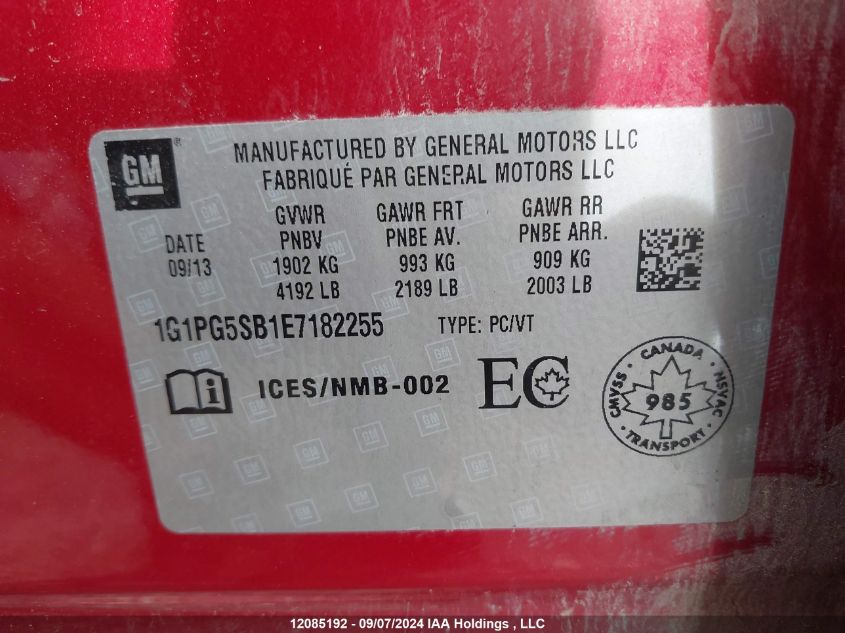 GM ®
MANUFACTURED BY GENERAL MOTORS LLC
FABRIQUÉ PAR GENERAL MOTORS LLC
GVWR GAWR FRT GAWR RR
DATE PNBV PNBE AV. PNBE ARR.
09/13 1902 KG 993 KG 909 KG
4192 LB 2189 LB 2003 LB
1G1PG5SB1E7182255 TYPE: PC/VT
i ICES/NMB-002 EC
CANADA
CMVSS 985 NSVAC
TRANSPORT
12085192 - 09/07/2024 IAA Holdings , LLC